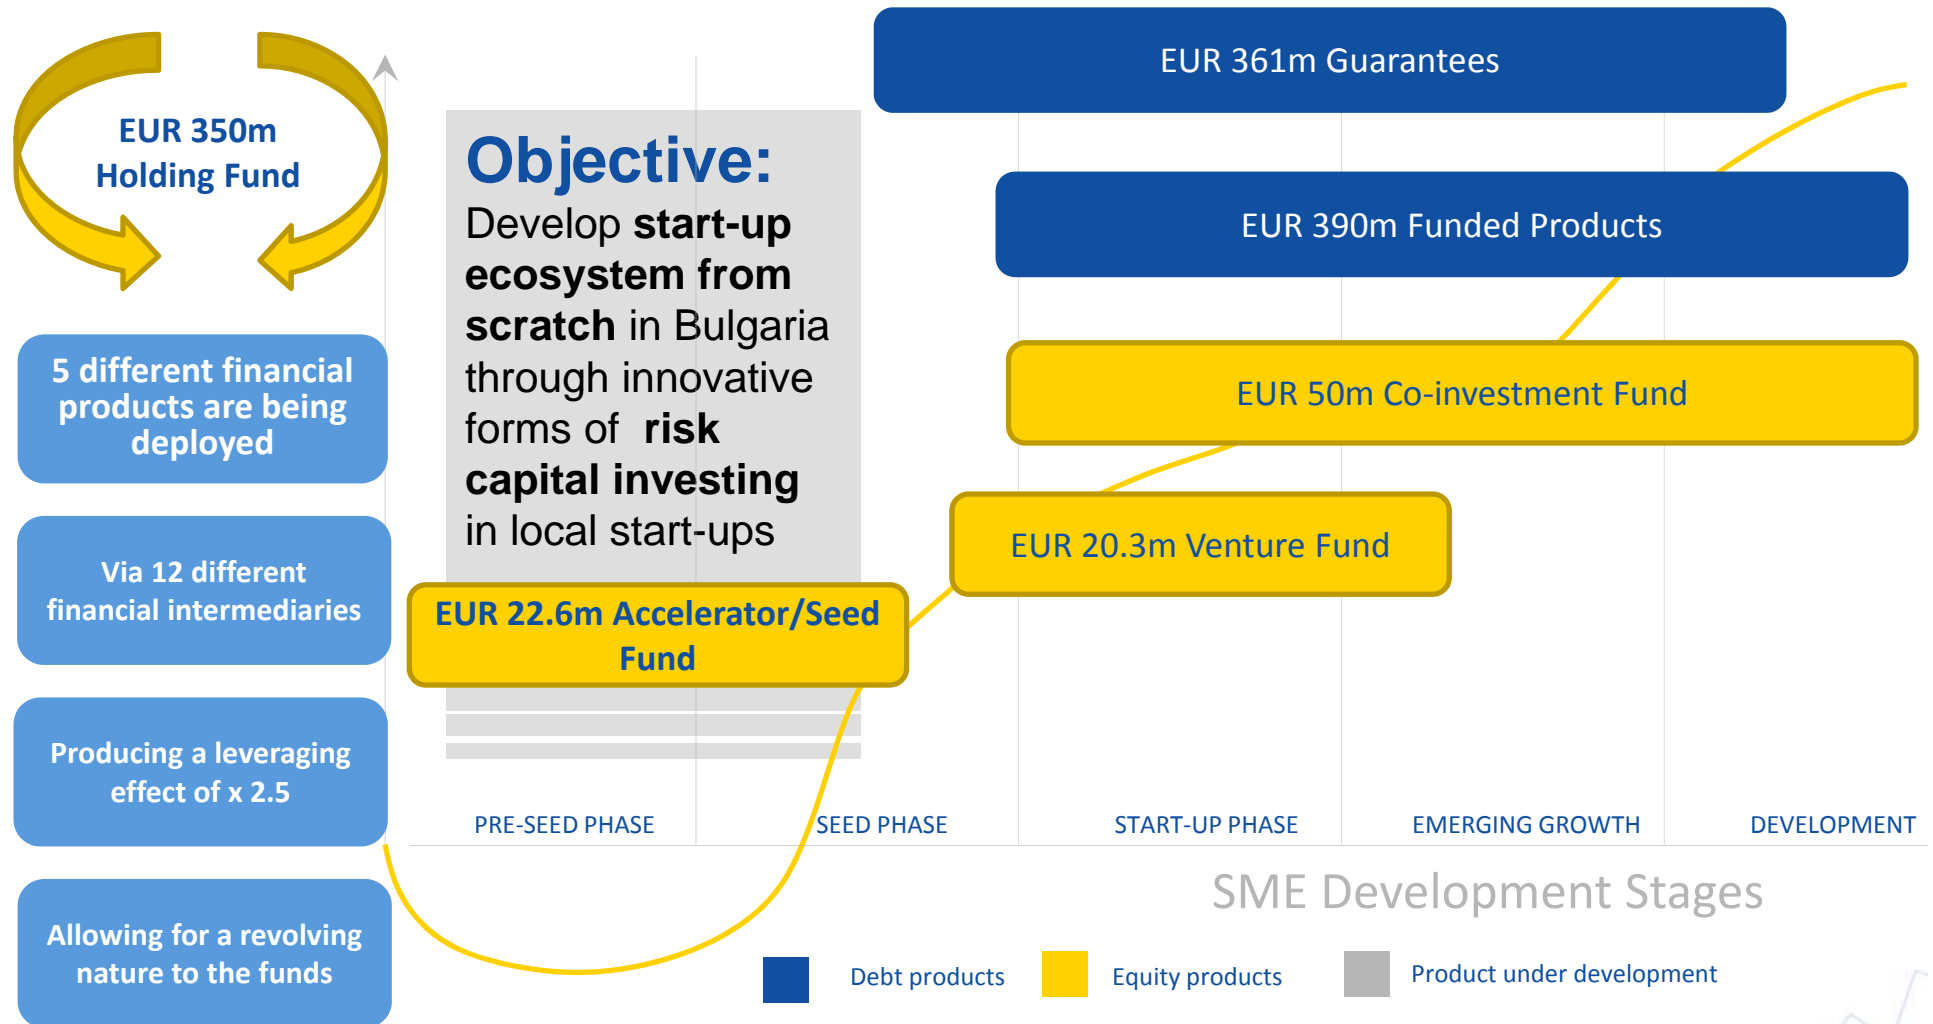 EUR 350m
Holding Fund
5 different financial
products are being
deployed
Via 12 different
financial intermediaries
Producing a leveraging
effect of x 2.5
Allowing for a revolving
nature to the funds
Objective:
Develop start-up
ecosystem from
scratch in Bulgaria
through innovative
forms of risk
capital investing
in local start-ups
EUR 361m Guarantees
EUR 390m Funded Products
EUR 50m Co-investment Fund
EUR 20.3m Venture Fund
EUR 22.6m Accelerator/Seed
Fund
PRE-SEED PHASE
SEED PHASE
START-UP PHASE
EMERGING GROWTH
DEVELOPMENT
SME Development Stages
Debt products
Equity products
Product under development